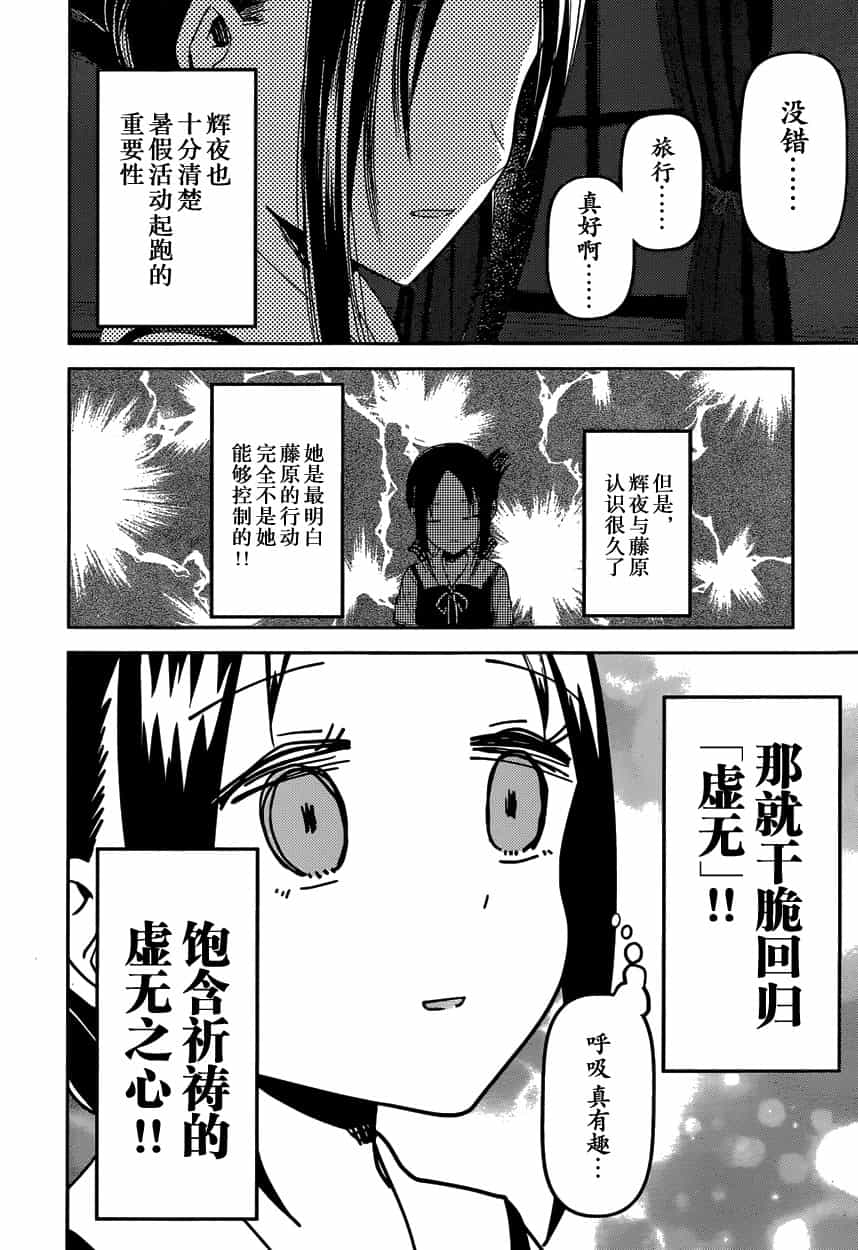 没错……
旅行……
真好啊……
辉夜也
十分清楚
暑假活动起跑的
重要性
但是，
辉夜与藤原
认识很久了
她是最明白
藤原的行动
完全不是她
能够控制的!!
那就干脆回归
「虚无」!!
呼吸 真有趣…
饱含祈祷的
虚无之心!!